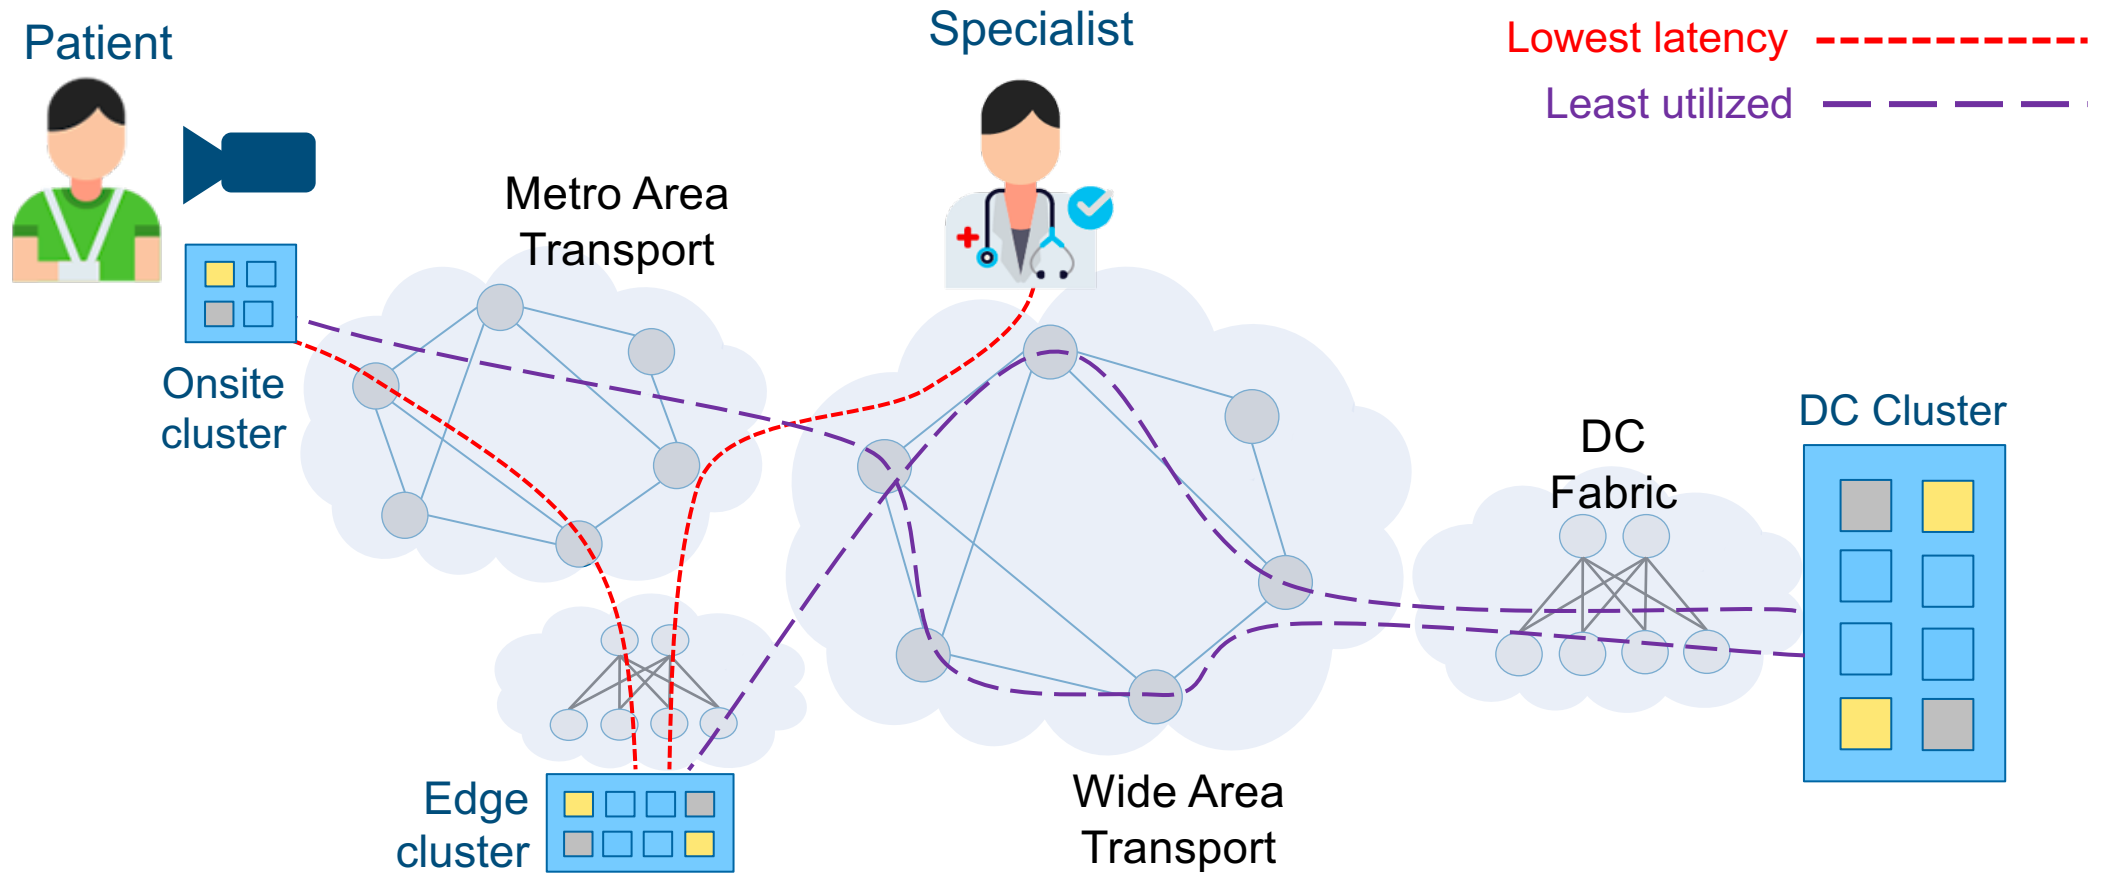 Patient
Specialist
Lowest latency
Least utilized
Metro Area
Transport
Onsite
cluster
DC
Fabric
DC Cluster
Edge
cluster
Wide Area
Transport